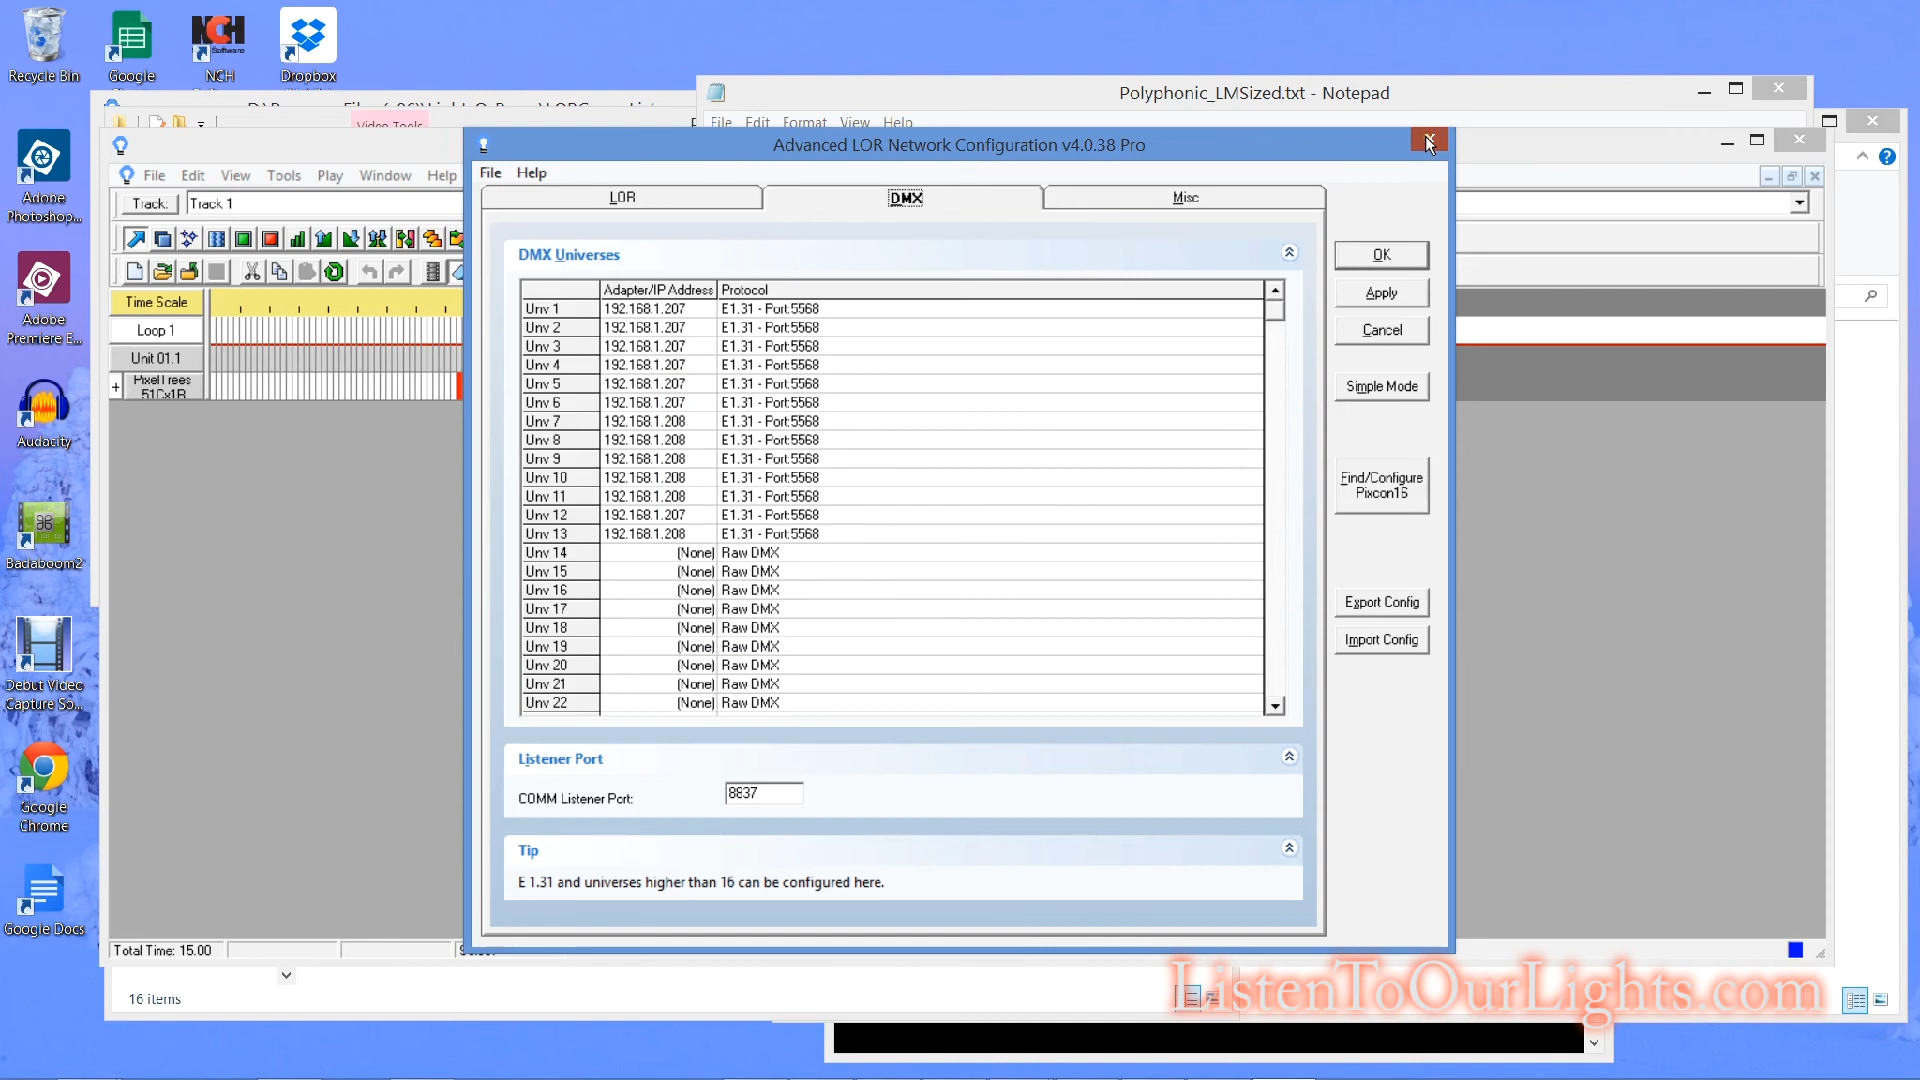 Recycle Bin
Google
NCH
Software
NCH
Dropbox
Adobe
Photoshop...
Adobe
Premiere E...
Audacity
Badaboom2
Debut Video
Capture So...
Google
Chrome
Google Docs
Video Tools
Polyphonic_LMSized.txt - Notepad
File Edit Format View Help
File Edit View Tools Play Window Help
Track: Track 1
Time Scale
Loop 1
Unit 01.1
PixelTrees
Total Time: 15.00
16 items
Advanced LOR Network Configuration v4.0.38 Pro
File Help
LOR DMX Misc
DMX Universes
Adapter/IP Address Protocol
Unv 1 192.168.1.207 E1.31 - Port:5568
Unv 2 192.168.1.207 E1.31 - Port:5568
Unv 3 192.168.1.207 E1.31 - Port:5568
Unv 4 192.168.1.207 E1.31 - Port:5568
Unv 5 192.168.1.207 E1.31 - Port:5568
Unv 6 192.168.1.207 E1.31 - Port:5568
Unv 7 192.168.1.208 E1.31 - Port:5568
Unv 8 192.168.1.208 E1.31 - Port:5568
Unv 9 192.168.1.208 E1.31 - Port:5568
Unv 10 192.168.1.208 E1.31 - Port:5568
Unv 11 192.168.1.208 E1.31 - Port:5568
Unv 12 192.168.1.207 E1.31 - Port:5568
Unv 13 192.168.1.208 E1.31 - Port:5568
Unv 14 (None) Raw DMX
Unv 15 (None) Raw DMX
Unv 16 (None) Raw DMX
Unv 17 (None) Raw DMX
Unv 18 (None) Raw DMX
Unv 19 (None) Raw DMX
Unv 20 (None) Raw DMX
Unv 21 (None) Raw DMX
Unv 22 (None) Raw DMX
Listener Port
COMM Listener Port: 8837
Tip
E 1.31 and universes higher than 16 can be configured here.
OK
Apply
Cancel
Simple Mode
Find/Configure
Pixcon16
Export Config
Import Config
ListenToOurLights.com